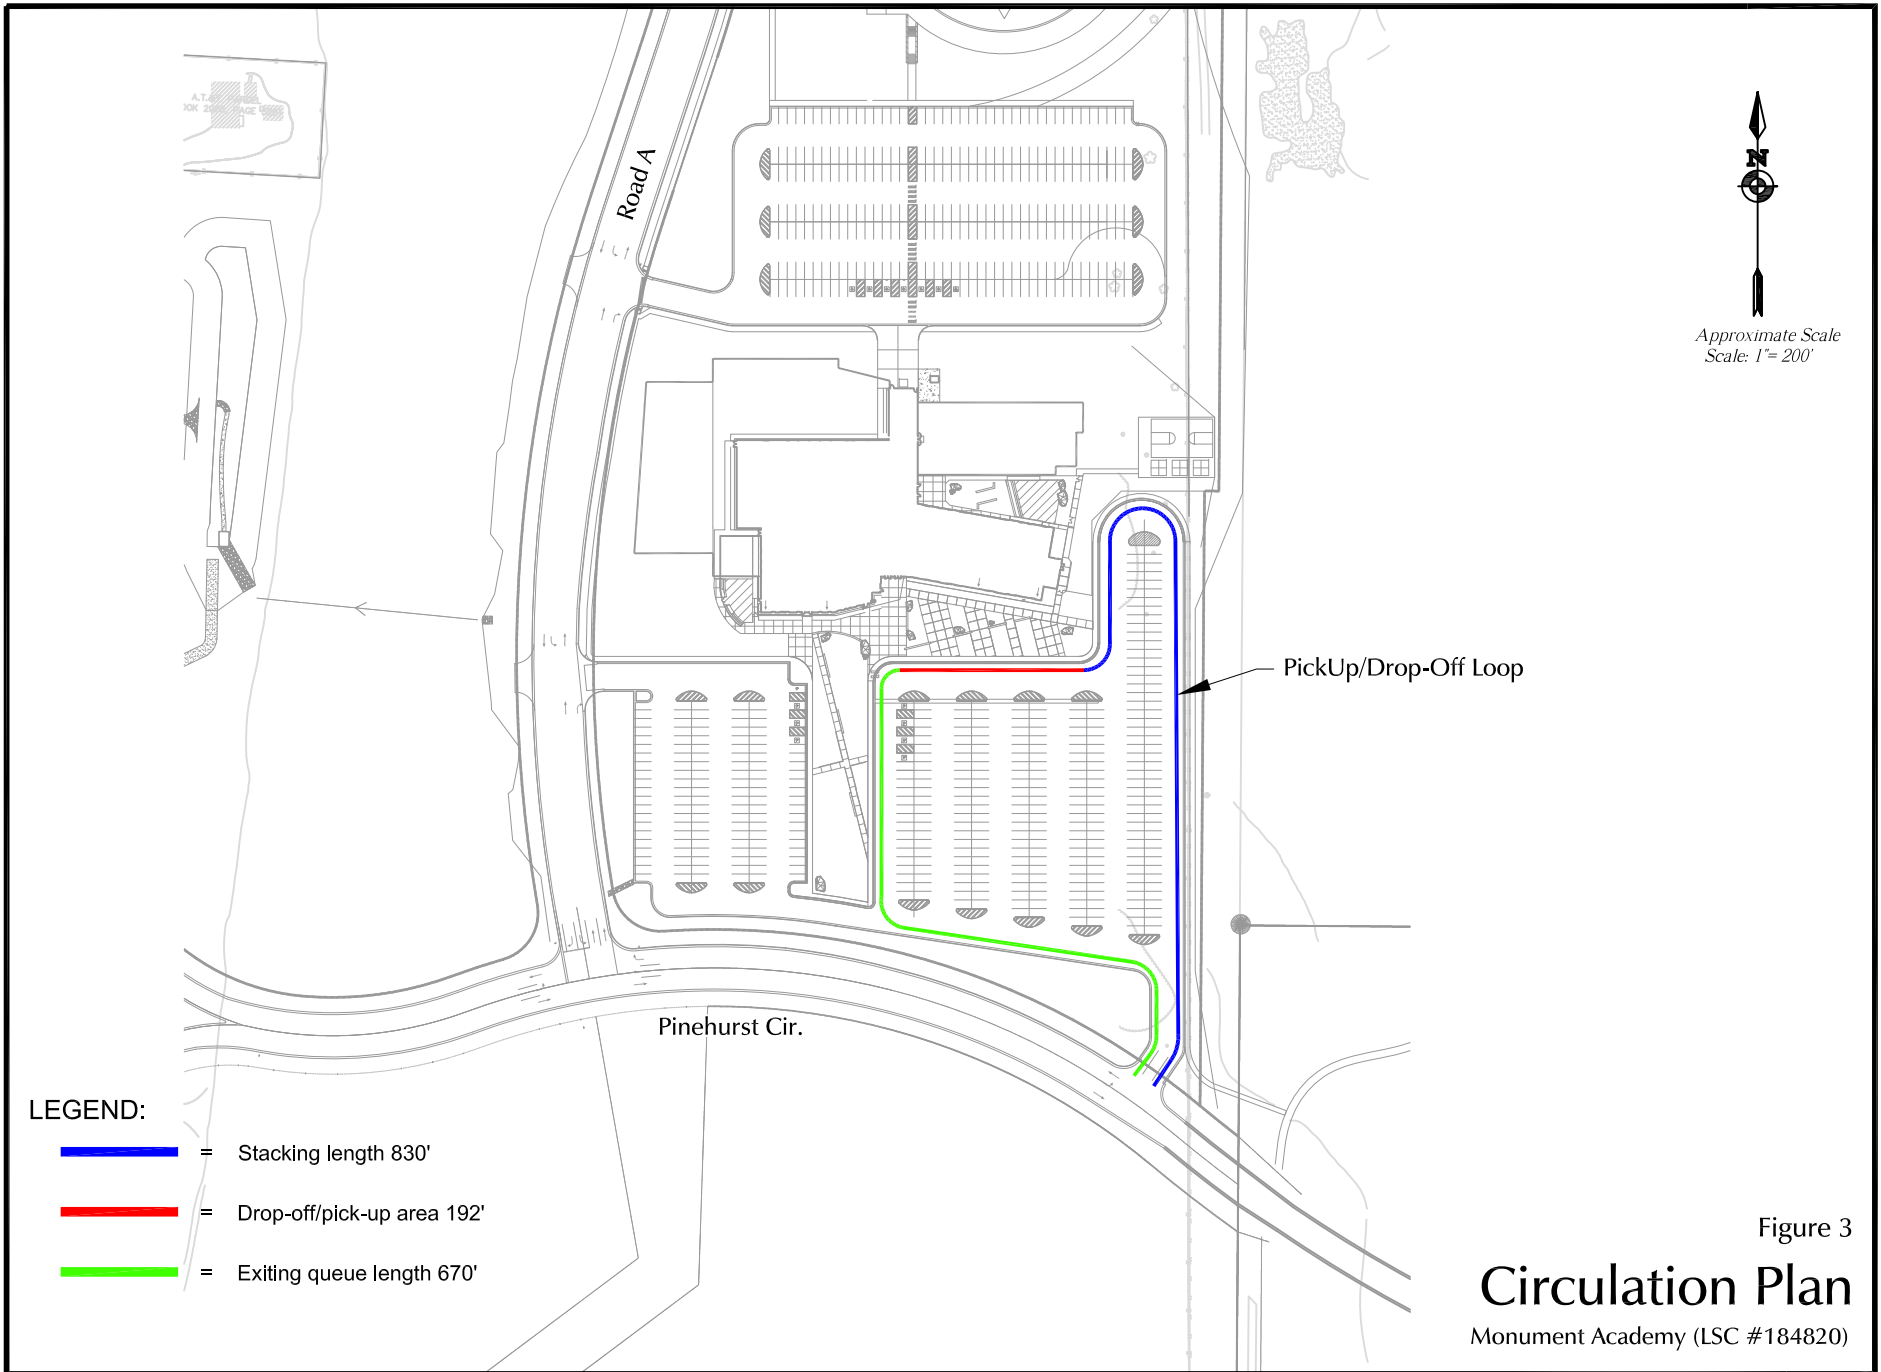 A.T.
Road A
N
Approximate Scale
Scale: 1"= 200'
PickUp/Drop-Off Loop
Pinehurst Cir.
LEGEND:
= Stacking length 830'
= Drop-off/pick-up area 192'
= Exiting queue length 670'
Figure 3
Circulation Plan
Monument Academy (LSC #184820)